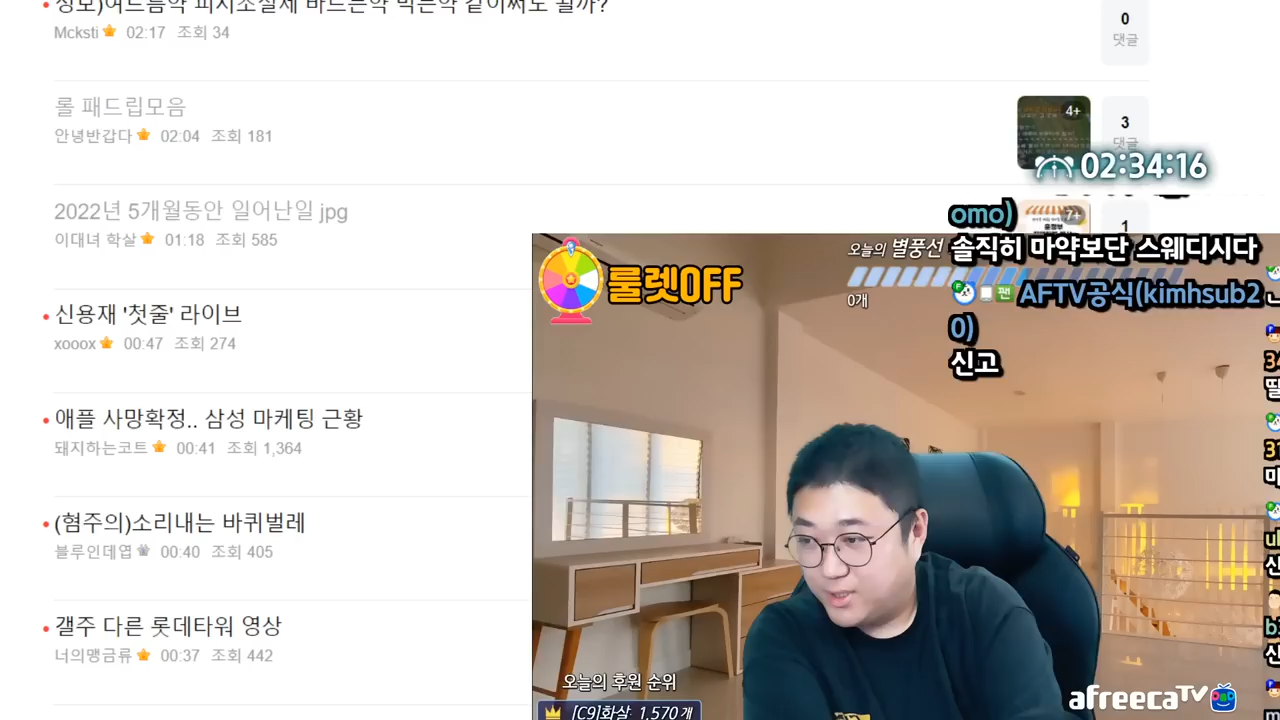 정보)여드름약 피지조절제 바르는약 먹는약 같이써도 될까?
Mcksti 02:17 조회 34
0
댓글
롤 패드립모음
안녕반갑다 02:04 조회 181
4+
3
댓글
02:34:16
2022년 5개월동안 일어난일 jpg
이대녀 학살 01:18 조회 585
7+
1
omo)
솔직히 마약보단 스웨디시다
팬 AFTV공식(kimhsub2
0)
신고
오늘의 별풍선
0개
룰렛OFF
신용재 '첫줄' 라이브
xooox 00:47 조회 274
애플 사망확정.. 삼성 마케팅 근황
돼지하는코트 00:41 조회 1,364
(혐주의)소리내는 바퀴벌레
블루인데엽 00:40 조회 405
갤주 다른 롯데타워 영상
너의맹금류 00:37 조회 442
오늘의 후원 순위
[C9]화살 1,570개
afreecaTV